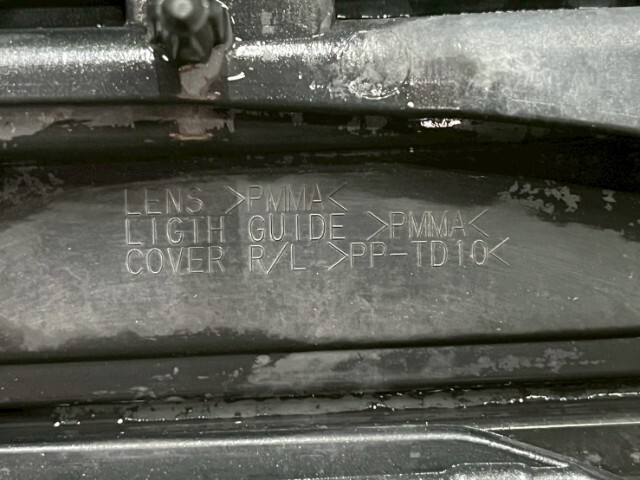 LENS >PMMA<
LIGTH GUIDE >PMMA<
COVER R/L >PP-TD10<